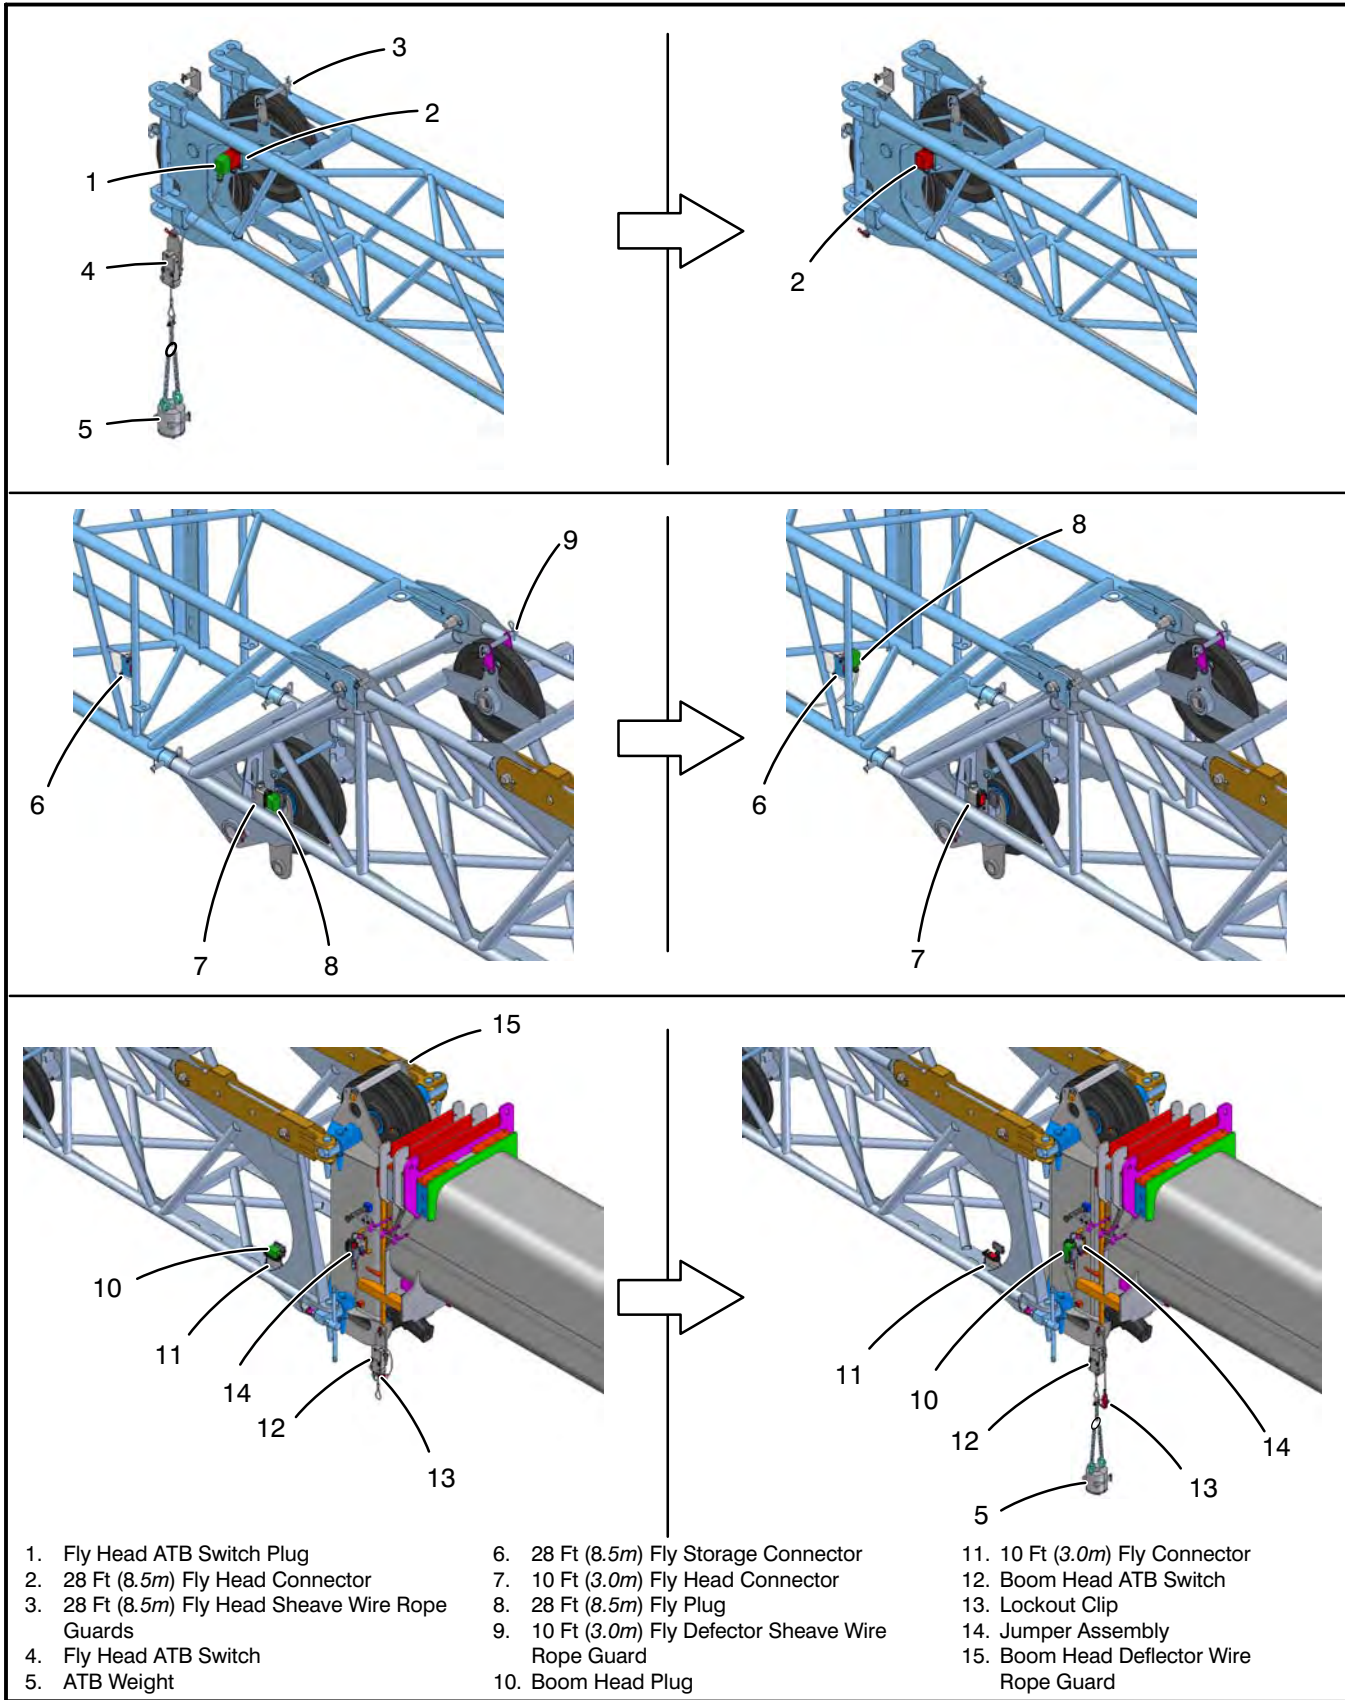 3
2
1
4
5
2
9
6
7
8
8
6
7
15
10
11
14
12
13
11
10
12
14
13
5
1. Fly Head ATB Switch Plug
2. 28 Ft (8.5m) Fly Head Connector
3. 28 Ft (8.5m) Fly Head Sheave Wire Rope
Guards
4. Fly Head ATB Switch
5. ATB Weight
6. 28 Ft (8.5m) Fly Storage Connector
7. 10 Ft (3.0m) Fly Head Connector
8. 28 Ft (8.5m) Fly Plug
9. 10 Ft (3.0m) Fly Defector Sheave Wire
Rope Guard
10. Boom Head Plug
11. 10 Ft (3.0m) Fly Connector
12. Boom Head ATB Switch
13. Lockout Clip
14. Jumper Assembly
15. Boom Head Deflector Wire
Rope Guard